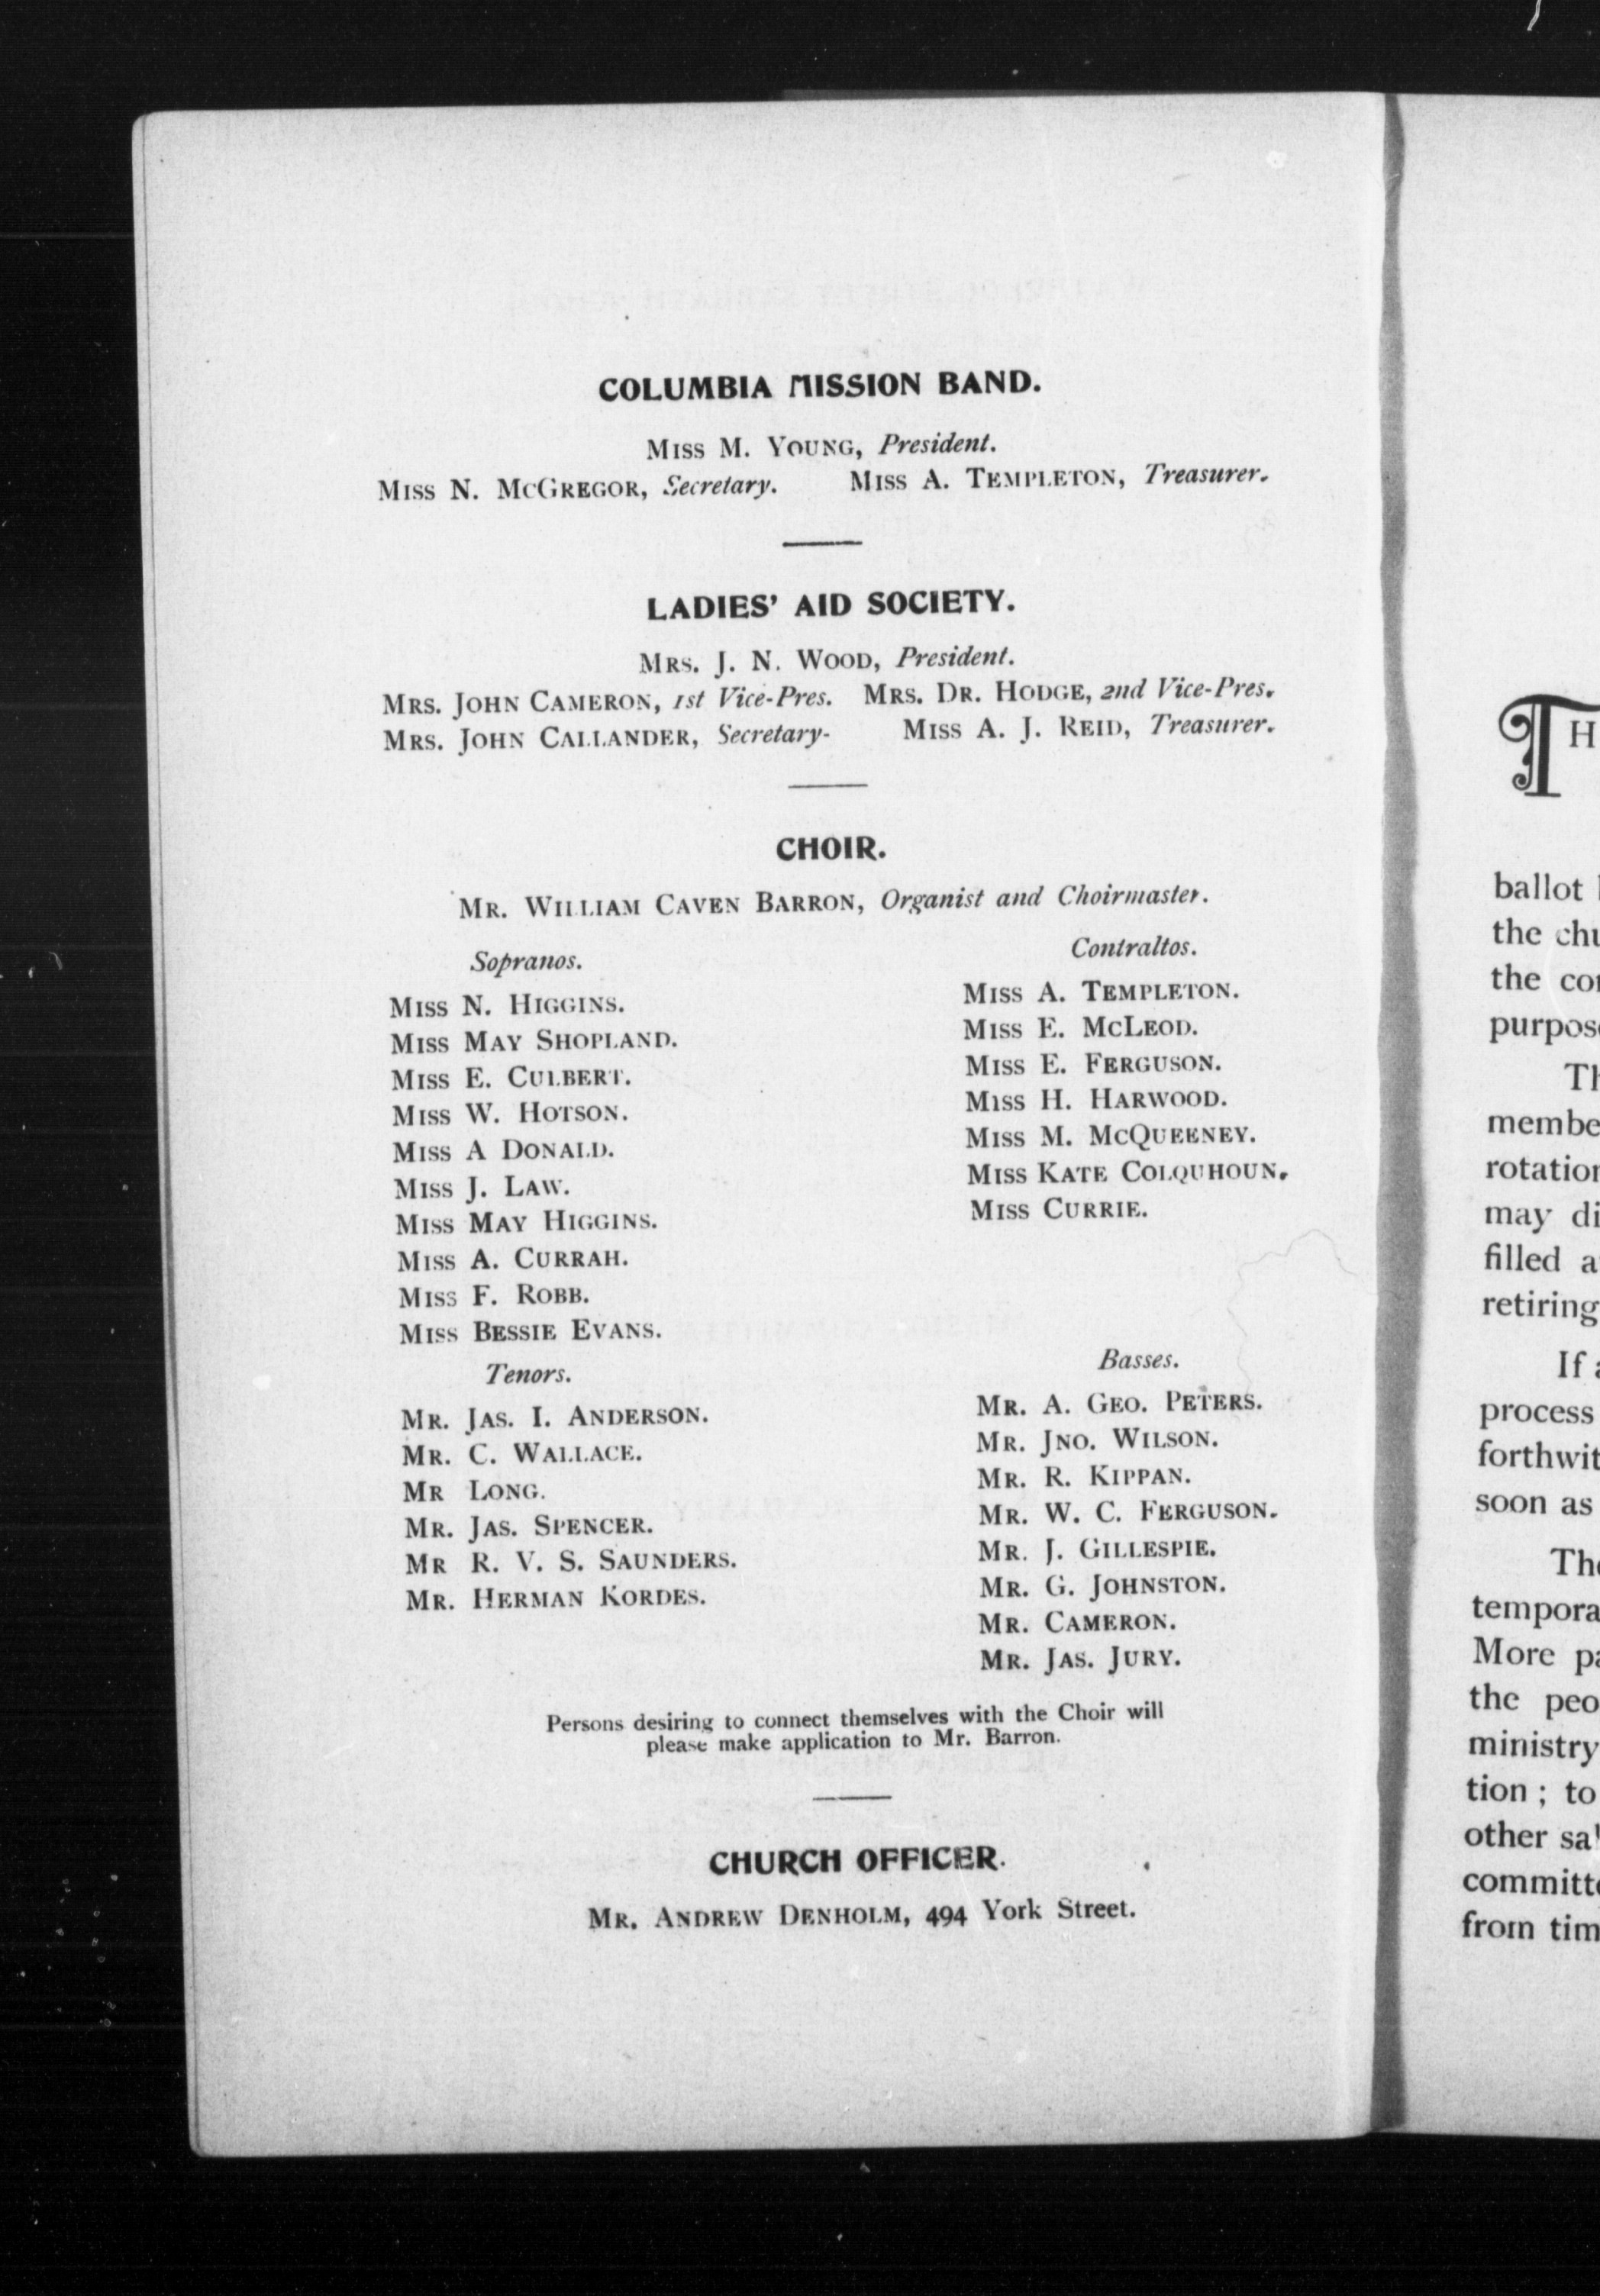 COLUMBIA MISSION BAND.
MISS M. YOUNG, President.
MISS N. MCGREGOR, Secretary. MISS A. TEMPLETON, Treasurer.
LADIES' AID SOCIETY.
MRS. J. N. WOOD, President.
MRS. JOHN CAMERON, 1st Vice-Pres. MRS. DR. HODGE, 2nd Vice-Pres.
MRS. JOHN CALLANDER, Secretary- MISS A. J. REID, Treasurer.
CHOIR.
MR. WILLIAM CAVEN BARRON, Organist and Choirmaster.
Sopranos.
MISS N. HIGGINS.
MISS MAY SHOPLAND.
MISS E. CULBERT.
MISS W. HOTSON.
MISS A DONALD.
MISS J. LAW.
MISS MAY HIGGINS.
MISS A. CURRAH.
MISS F. ROBB.
MISS BESSIE EVANS.
Contraltos.
MISS A. TEMPLETON.
MISS E. MCLEOD.
MISS E. FERGUSON.
MISS H. HARWOOD.
MISS M. MCQUEENEY.
MISS KATE COLQUHOUN.
MISS CURRIE.
Tenors.
MR. JAS. I. ANDERSON.
MR. C. WALLACE.
MR LONG.
MR. JAS. SPENCER.
MR R. V. S. SAUNDERS.
MR. HERMAN KORDES.
Basses.
MR. A. GEO. PETERS.
MR. JNO. WILSON.
MR. R. KIPPAN.
MR. W. C. FERGUSON.
MR. J. GILLESPIE.
MR. G. JOHNSTON.
MR. CAMERON.
MR. JAS. JURY.
Persons desiring to connect themselves with the Choir will
please make application to Mr. Barron.
CHURCH OFFICER.
MR. ANDREW DENHOLM, 494 York Street.
TH
ballot
the
the
purpos
Th
membe
rotation
may di
filled a
retiring
If
process
forthwit
soon as
The
tempora
More pa
the peo
ministry
tion ; to
other
committe
from tim